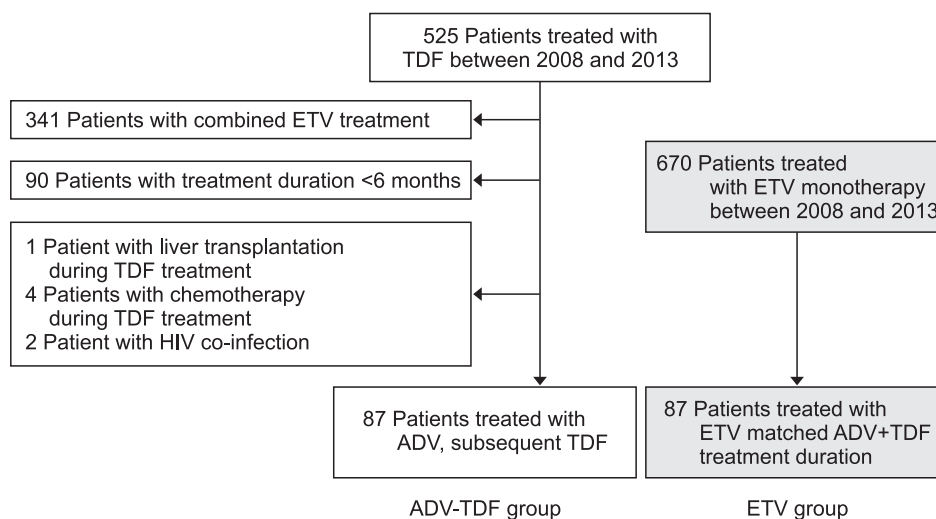 525 Patients treated with
TDF between 2008 and 2013
341 Patients with combined ETV treatment
90 Patients with treatment duration <6 months
670 Patients treated
with ETV monotherapy
between 2008 and 2013
1 Patient with liver transplantation
during TDF treatment
4 Patients with chemotherapy
during TDF treatment
2 Patient with HIV co-infection
87 Patients treated with
ADV, subsequent TDF
87 Patients treated with
ETV matched ADV+TDF
treatment duration
ADV-TDF group
ETV group